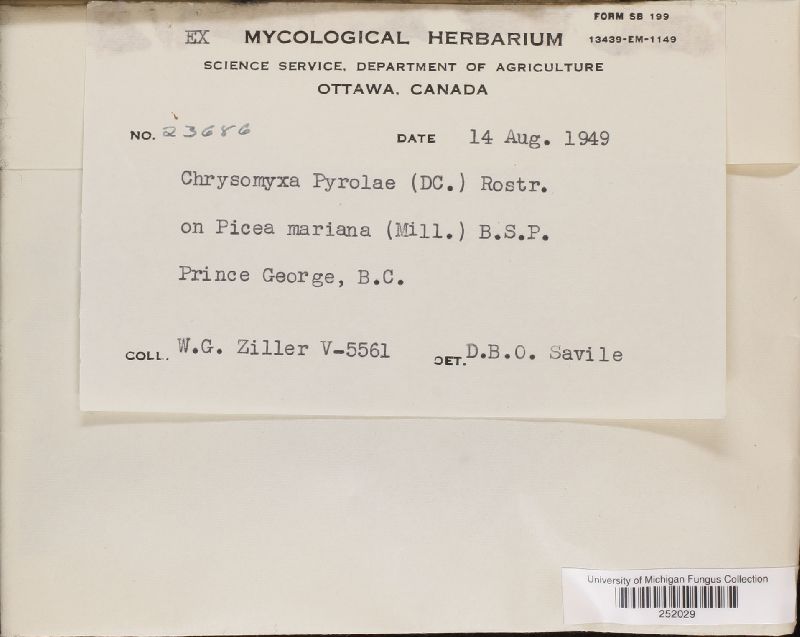 FORM SB 199
EX MYCOLOGICAL HERBARIUM 13439-EM-1149
SCIENCE SERVICE, DEPARTMENT OF AGRICULTURE
OTTAWA, CANADA
NO. 23686 DATE 14 Aug. 1949
Chrysomyxa Pyrolae (DC.) Rostr.
on Picea mariana (Mill.) B.S.P.
Prince George, B.C.
COLL. W.G. Ziller V-5561 DET. D.B.O. Savile
University of Michigan Fungus Collection
252029